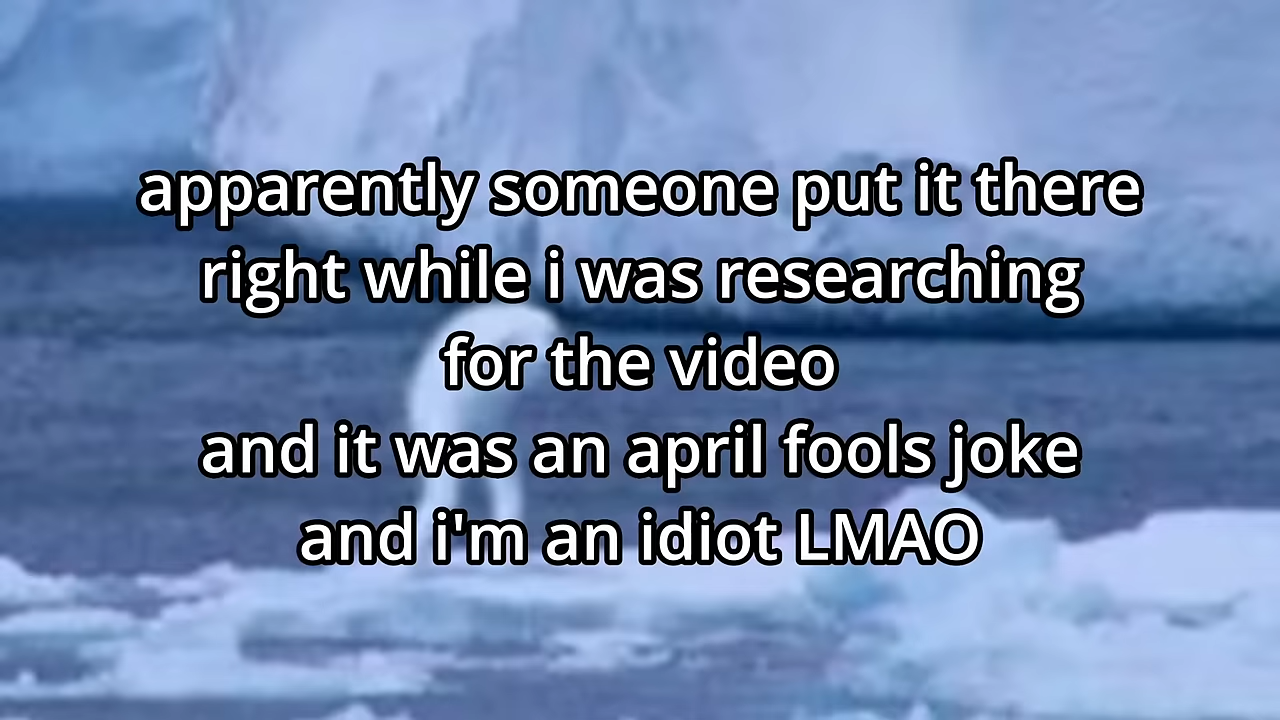 apparently someone put it there
right while i was researching
for the video
and it was an april fools joke
and i'm an idiot LMAO